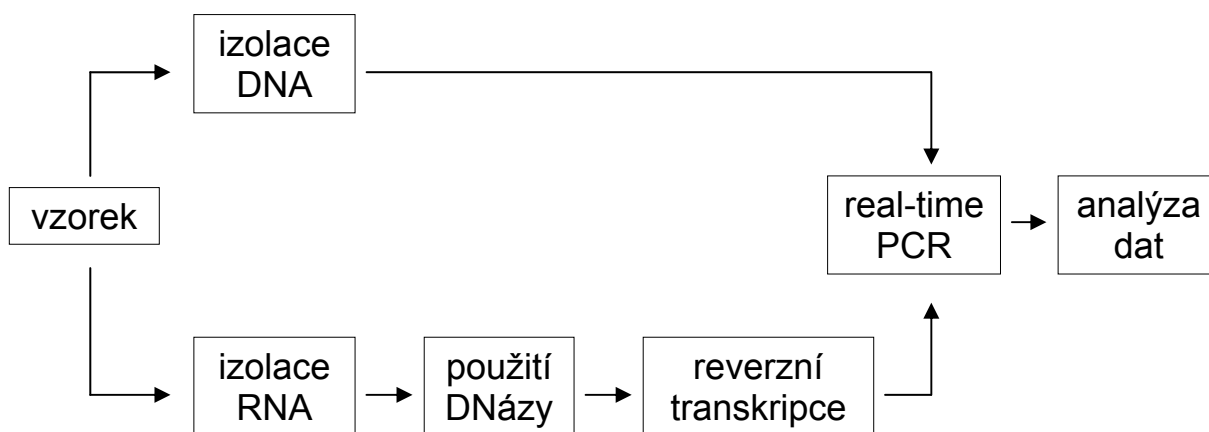 izolace
DNA
vzorek
real-time
PCR
analýza
dat
izolace
RNA
použití
DNázy
reverzní
transkripce